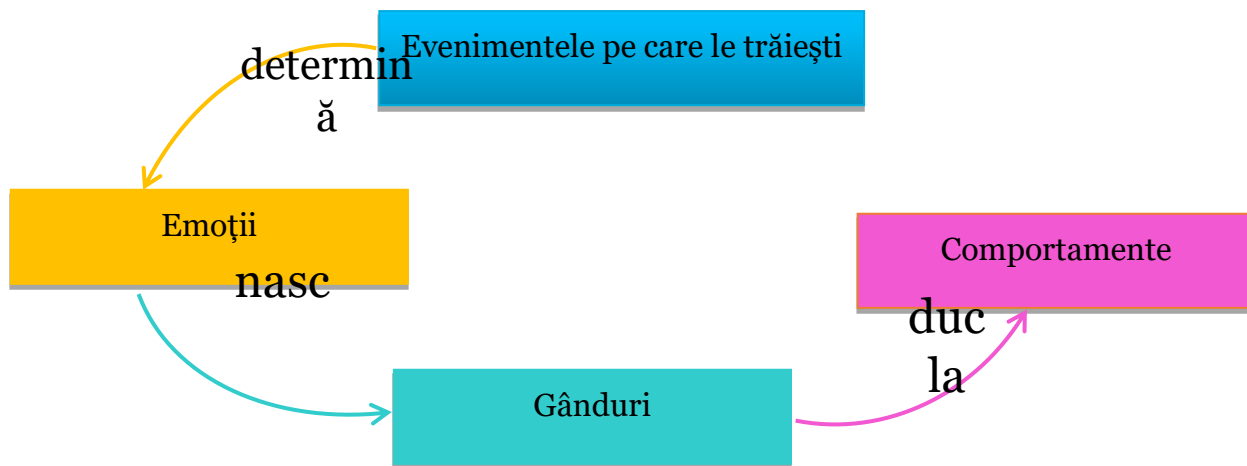 Evenimentele pe care le trăiești
determin
ă
Emoții
nasc
Gânduri
duc
la
Comportamente